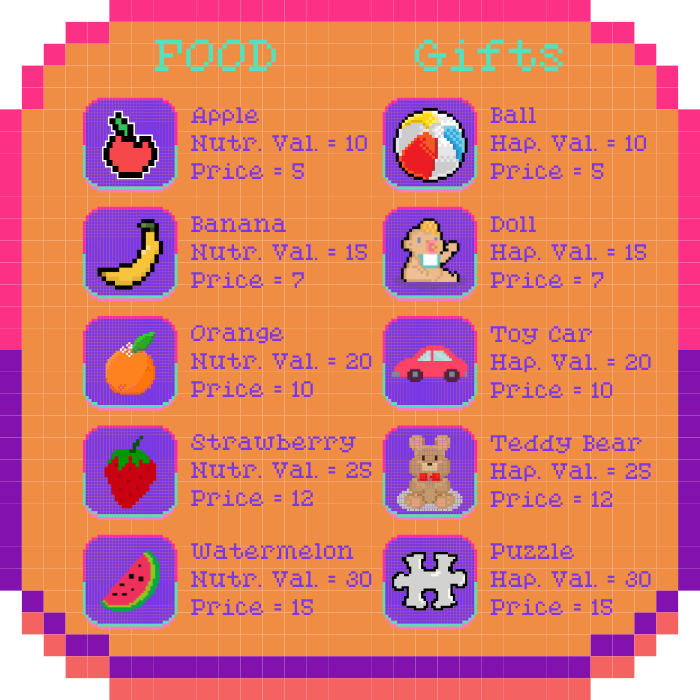 FOOD
Apple
Nutr. Val. = 10
Price = 5
Banana
Nutr. Val. = 15
Price = 7
Orange
Nutr. Val. = 20
Price = 10
Strawberry
Nutr. Val. = 25
Price = 12
Watermelon
Nutr. Val. = 30
Price = 15
Gifts
Ball
Hap. Val. = 10
Price = 5
Doll
Hap. Val. = 15
Price = 7
Toy Car
Hap. Val. = 20
Price = 10
Teddy Bear
Hap. Val. = 25
Price = 12
Puzzle
Hap. Val. = 30
Price = 15